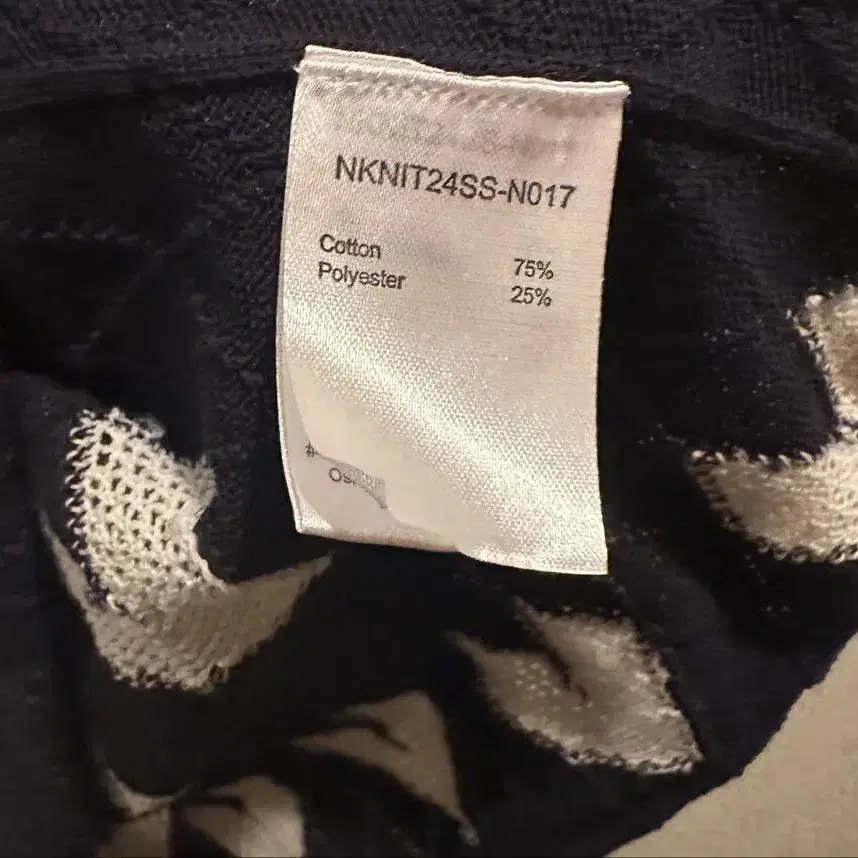 NKNIT24SS-N017
Cotton 75%
Polyester 25%